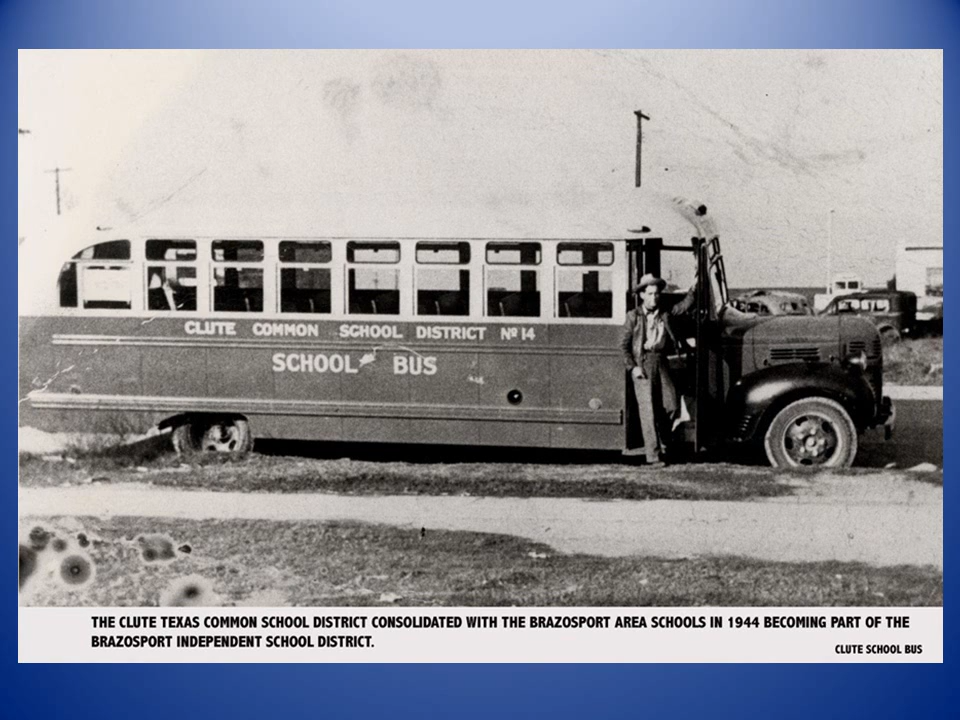 CLUTE COMMON SCHOOL DISTRICT Nº 14
SCHOOL BUS
THE CLUTE TEXAS COMMON SCHOOL DISTRICT CONSOLIDATED WITH THE BRAZOSPORT AREA SCHOOLS IN 1944 BECOMING PART OF THE
BRAZOSPORT INDEPENDENT SCHOOL DISTRICT.
CLUTE SCHOOL BUS